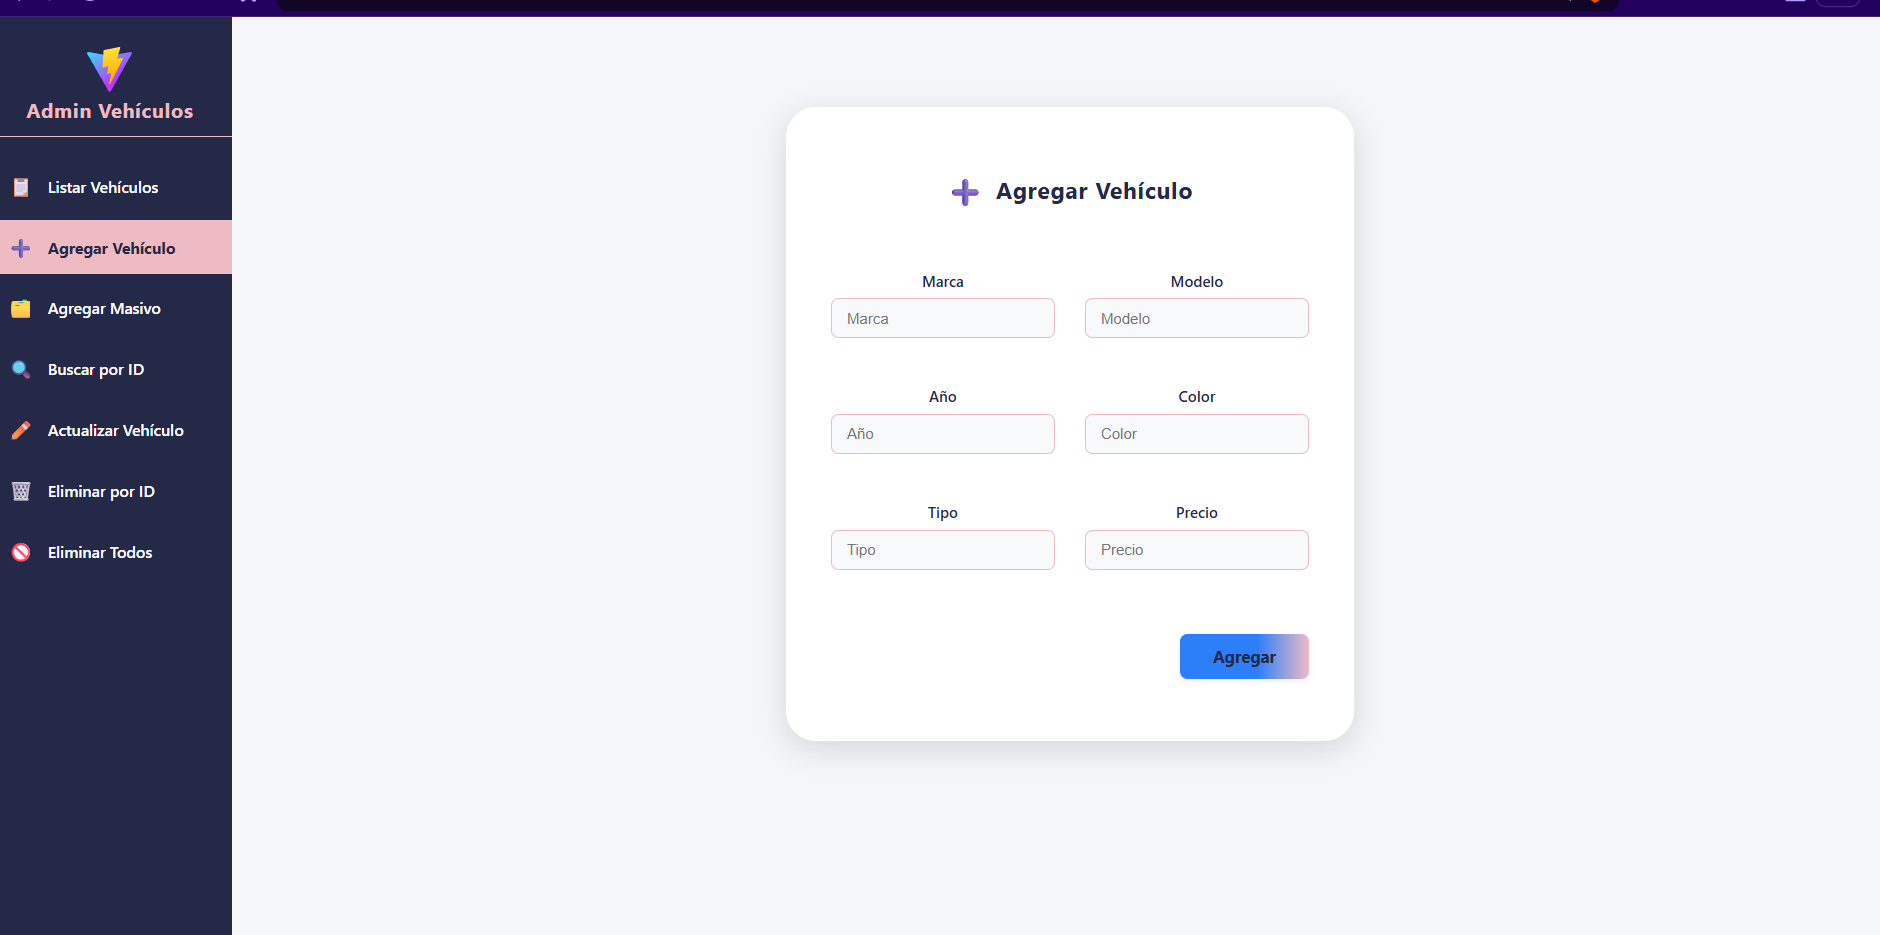 Admin Vehículos
Listar Vehículos
Agregar Vehículo
Agregar Masivo
Buscar por ID
Actualizar Vehículo
Eliminar por ID
Eliminar Todos
Agregar Vehículo
Marca
Modelo
Marca
Modelo
Año
Color
Año
Color
Tipo
Precio
Tipo
Precio
Agregar